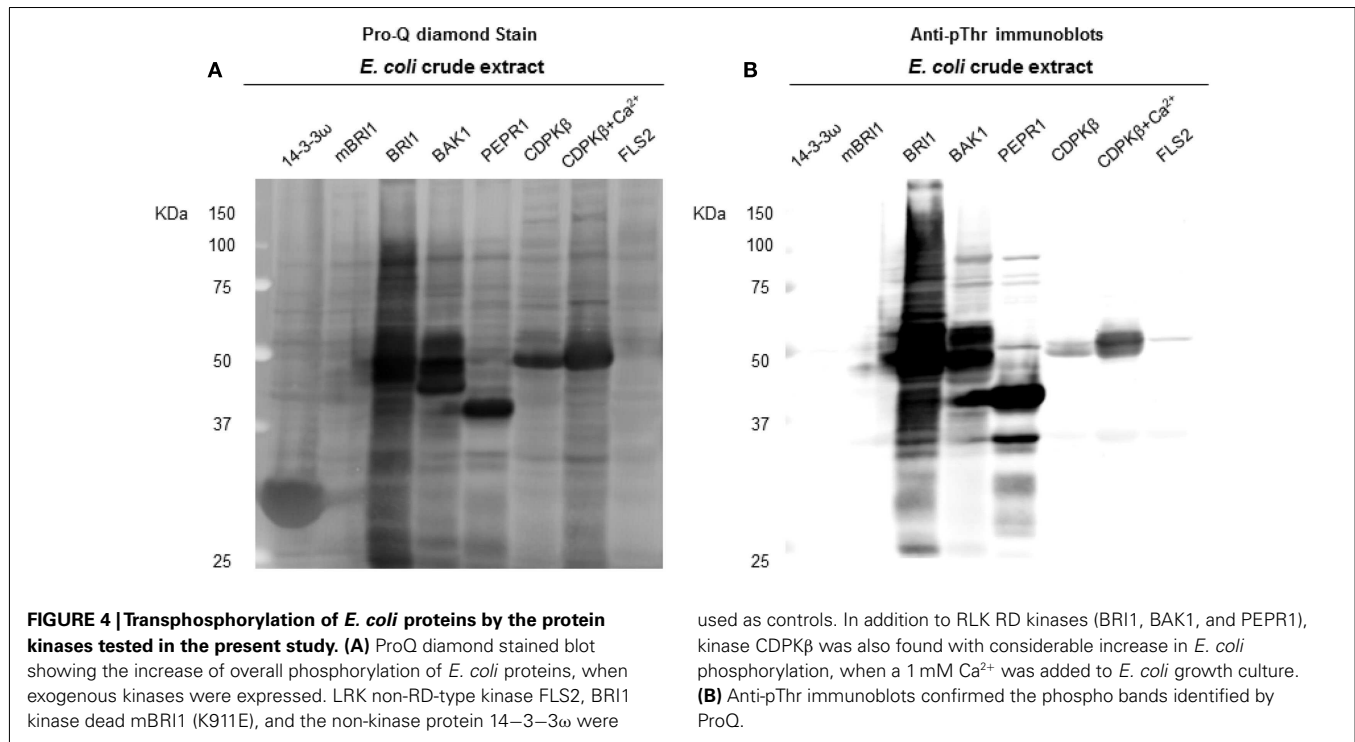 Pro-Q diamond Stain
A
E. coli crude extract
14-3-3ω mBRI1 BRI1 BAK1 PEPR1 CDPKβ CDPKβ+Ca²⁺ FLS2
KDa 150
100
75
50
37
25
Anti-pThr immunoblots
B
E. coli crude extract
14-3-3ω mBRI1 BRI1 BAK1 PEPR1 CDPKβ CDPKβ+Ca²⁺ FLS2
KDa 150
100
75
50
37
25
FIGURE 4 | Transphosphorylation of E. coli proteins by the protein
kinases tested in the present study. (A) ProQ diamond stained blot
showing the increase of overall phosphorylation of E. coli proteins, when
exogenous kinases were expressed. LRK non-RD-type kinase FLS2, BRI1
kinase dead mBRI1 (K911E), and the non-kinase protein 14−3−3ω were
used as controls. In addition to RLK RD kinases (BRI1, BAK1, and PEPR1),
kinase CDPKβ was also found with considerable increase in E. coli
phosphorylation, when a 1 mM Ca²⁺ was added to E. coli growth culture.
(B) Anti-pThr immunoblots confirmed the phospho bands identified by
ProQ.